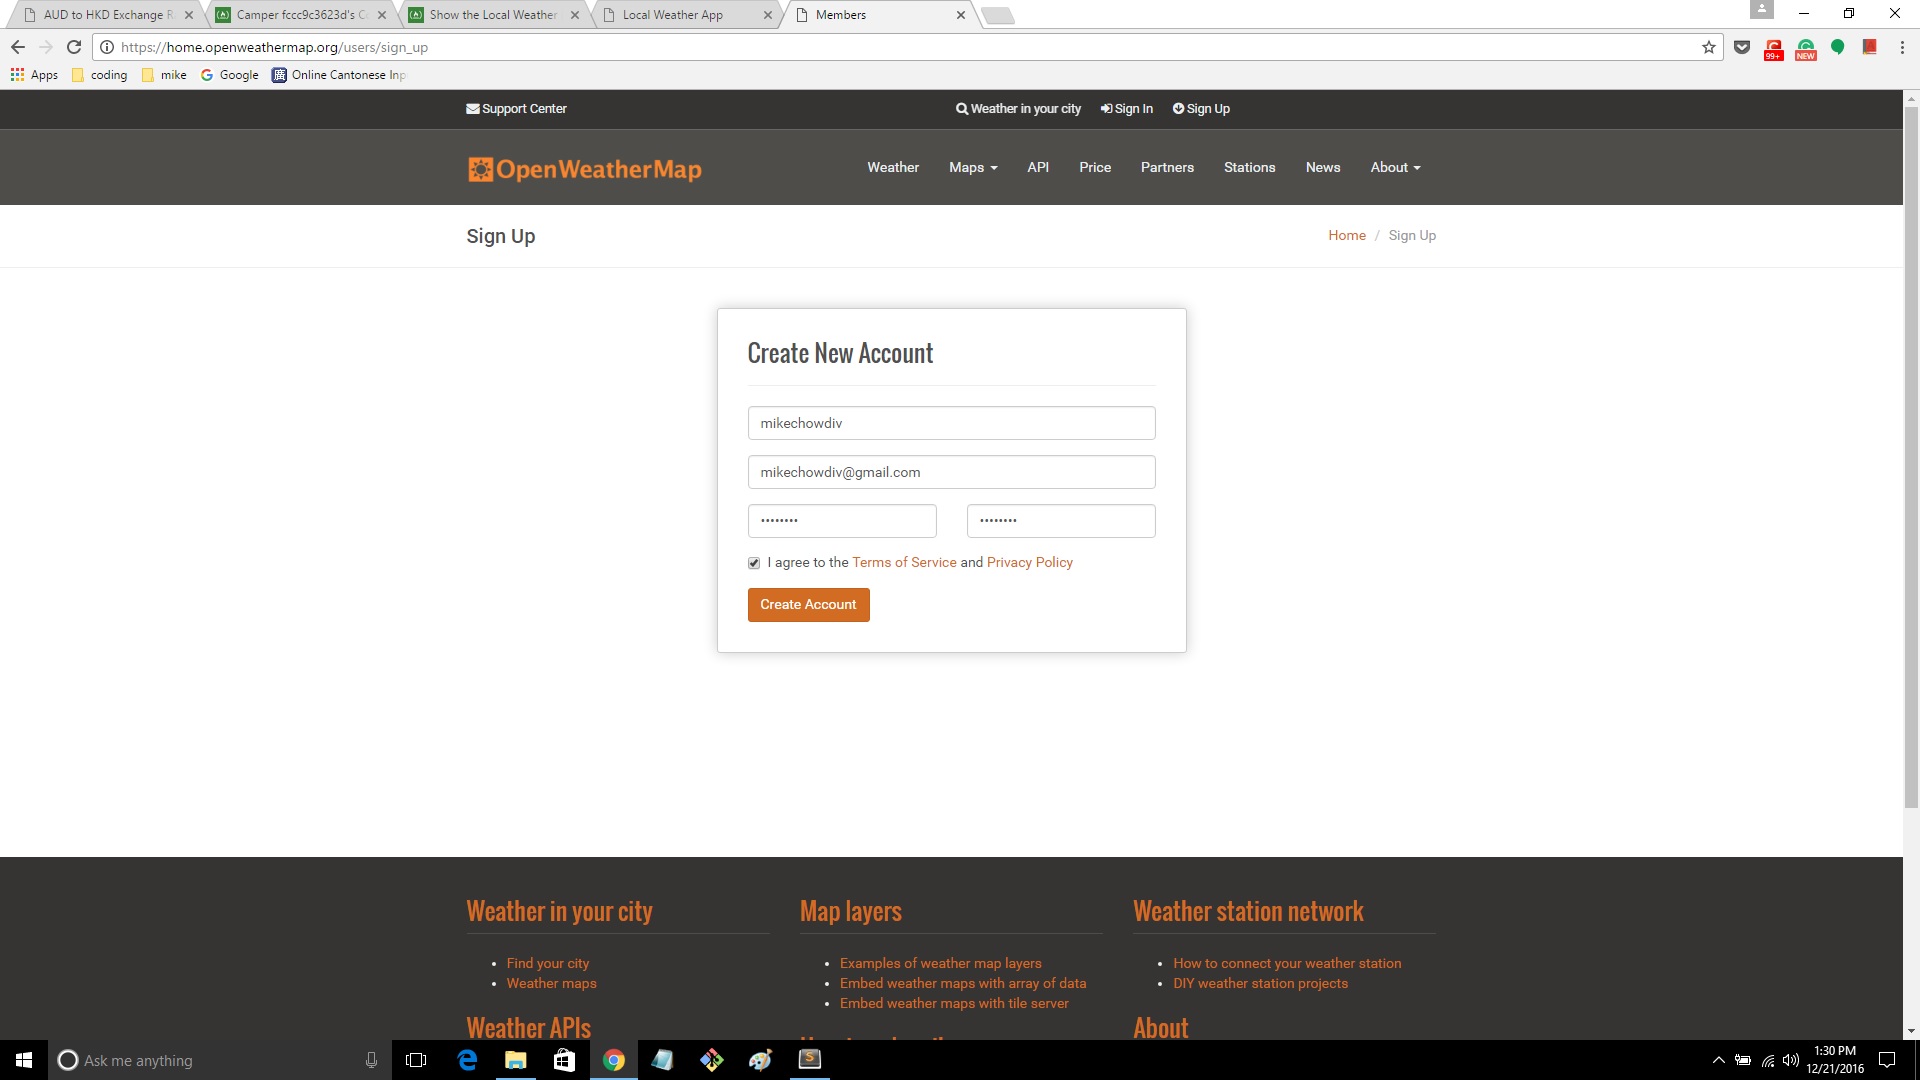 AUD to HKD Exchange R
Camper fccc9c3623d's C
Show the Local Weather
Local Weather App
Members
https://home.openweathermap.org/users/sign_up
99+
NEW
Apps
coding
mike
Google
Online Cantonese Inp
Support Center
Weather in your city
Sign In
Sign Up
OpenWeatherMap
Weather
Maps
API
Price
Partners
Stations
News
About
Sign Up
Home / Sign Up
Create New Account
mikechowdiv
mikechowdiv@gmail.com
•••••••• ••••••••
I agree to the Terms of Service and Privacy Policy
Create Account
Weather in your city
Find your city
Weather maps
Weather APIs
Map layers
Examples of weather map layers
Embed weather maps with array of data
Embed weather maps with tile server
Weather station network
How to connect your weather station
DIY weather station projects
About
Ask me anything
1:30 PM
12/21/2016